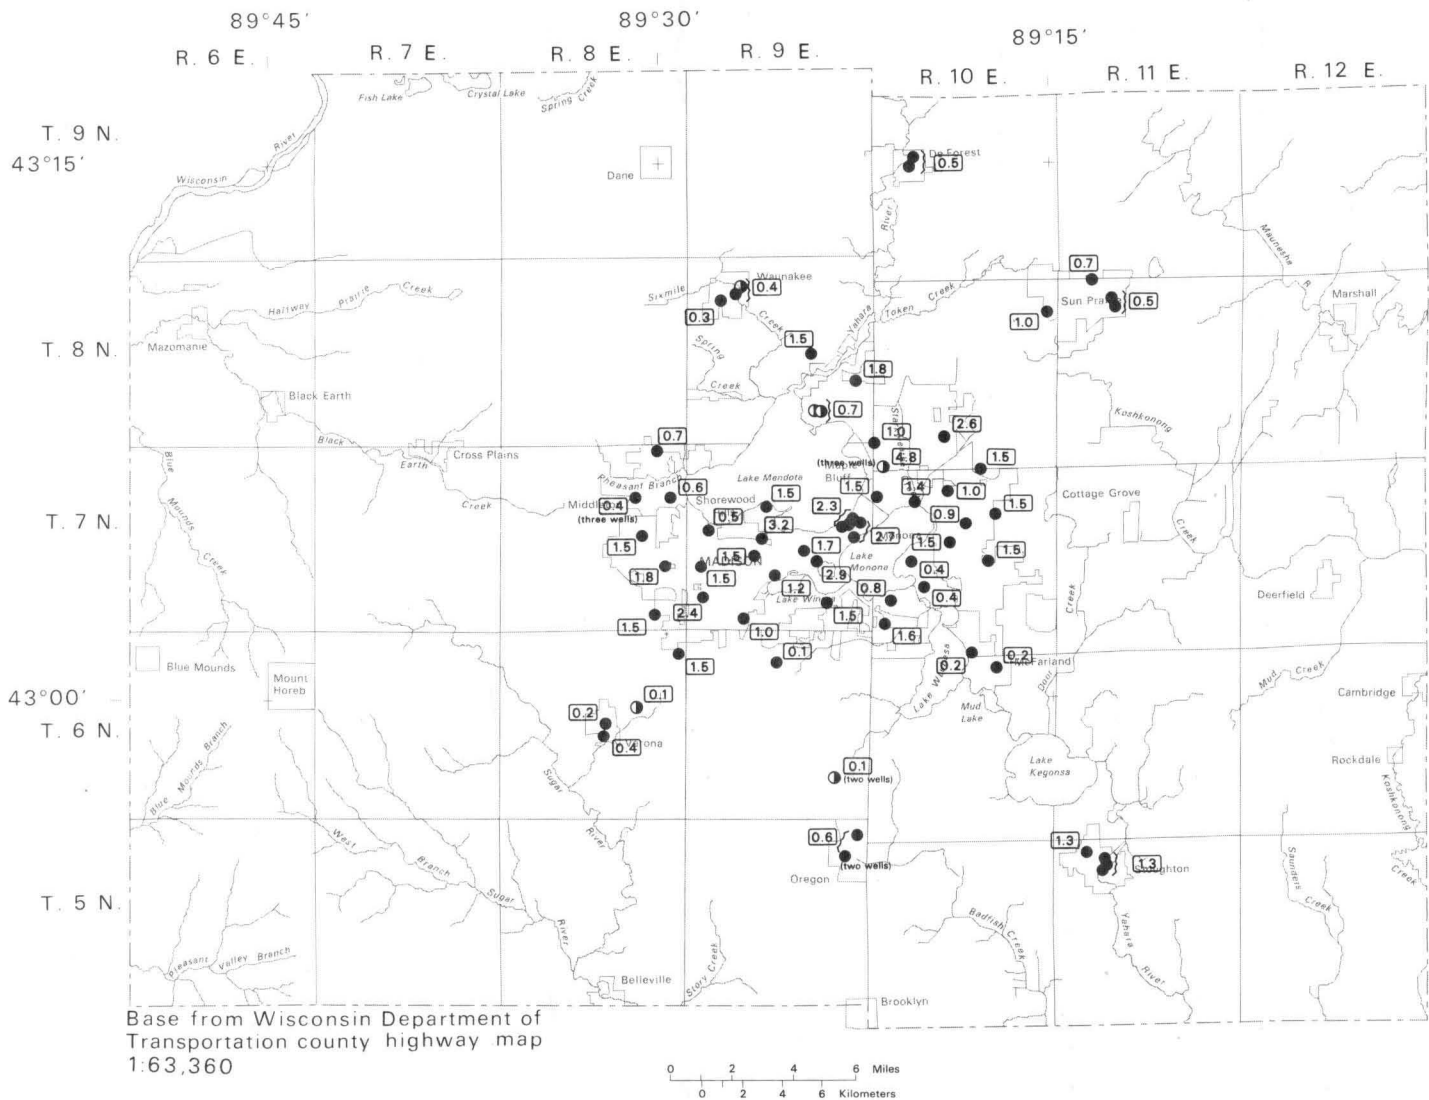 89°45'
89°30'
89°15'
R. 6 E.
R. 7 E.
R. 8 E.
R. 9 E.
R. 10 E.
R. 11 E.
R. 12 E.
Fish Lake
Crystal Lake
Spring Creek
T. 9 N.
43°15'
Wisconsin River
Dane
De Forest
0.5
River
Maunesha R.
Waunakee
0.4
0.3
Sixmile
Creek
Halfway Prairie Creek
Mazomanie
T. 8 N.
Spring
Creek
1.5
Yahara
Token Creek
0.7
Sun Prairie
0.5
1.0
Marshall
1.8
0.7
Black Earth
Black
Earth
Creek
Cross Plains
0.7
Koshkonong
Creek
1.0
2.6
4.8
(three wells)
Maple
Bluff
1.5
Pheasant Branch
Lake Mendota
0.6
Shorewood
1.5
1.5
1.4
1.0
Cottage Grove
Blue
Mounds
Creek
T. 7 N.
Middleton
0.4
(three wells)
0.5
2.3
3.2
0.9
1.5
1.5
1.5
MADISON
1.7
2.7
Monona
1.5
1.5
Lake
Monona
1.8
1.5
1.2
2.9
0.8
0.4
0.4
Deerfield
Creek
2.4
Lake Wingra
1.5
1.5
1.0
1.6
0.1
1.5
0.2
0.2
McFarland
Blue Mounds
Mount
Horeb
43°00'
T. 6 N.
0.1
0.2
0.4
Verona
Lake Waubesa
Mud
Lake
Door
Mud Creek
Cambridge
Blue Mounds Branch
Sugar
River
0.1
(two wells)
Lake
Kegonsa
Rockdale
Koshkonong
Creek
West
Branch
Sugar
River
0.6
(two wells)
Oregon
1.3
1.3
Stoughton
Saunders
Creek
T. 5 N.
Pleasant Valley Branch
Badfish Creek
Yahara
River
Belleville
Story Creek
Brooklyn
Base from Wisconsin Department of
Transportation county highway map
1:63,360
0 2 4 6 Miles
0 2 4 6 Kilometers